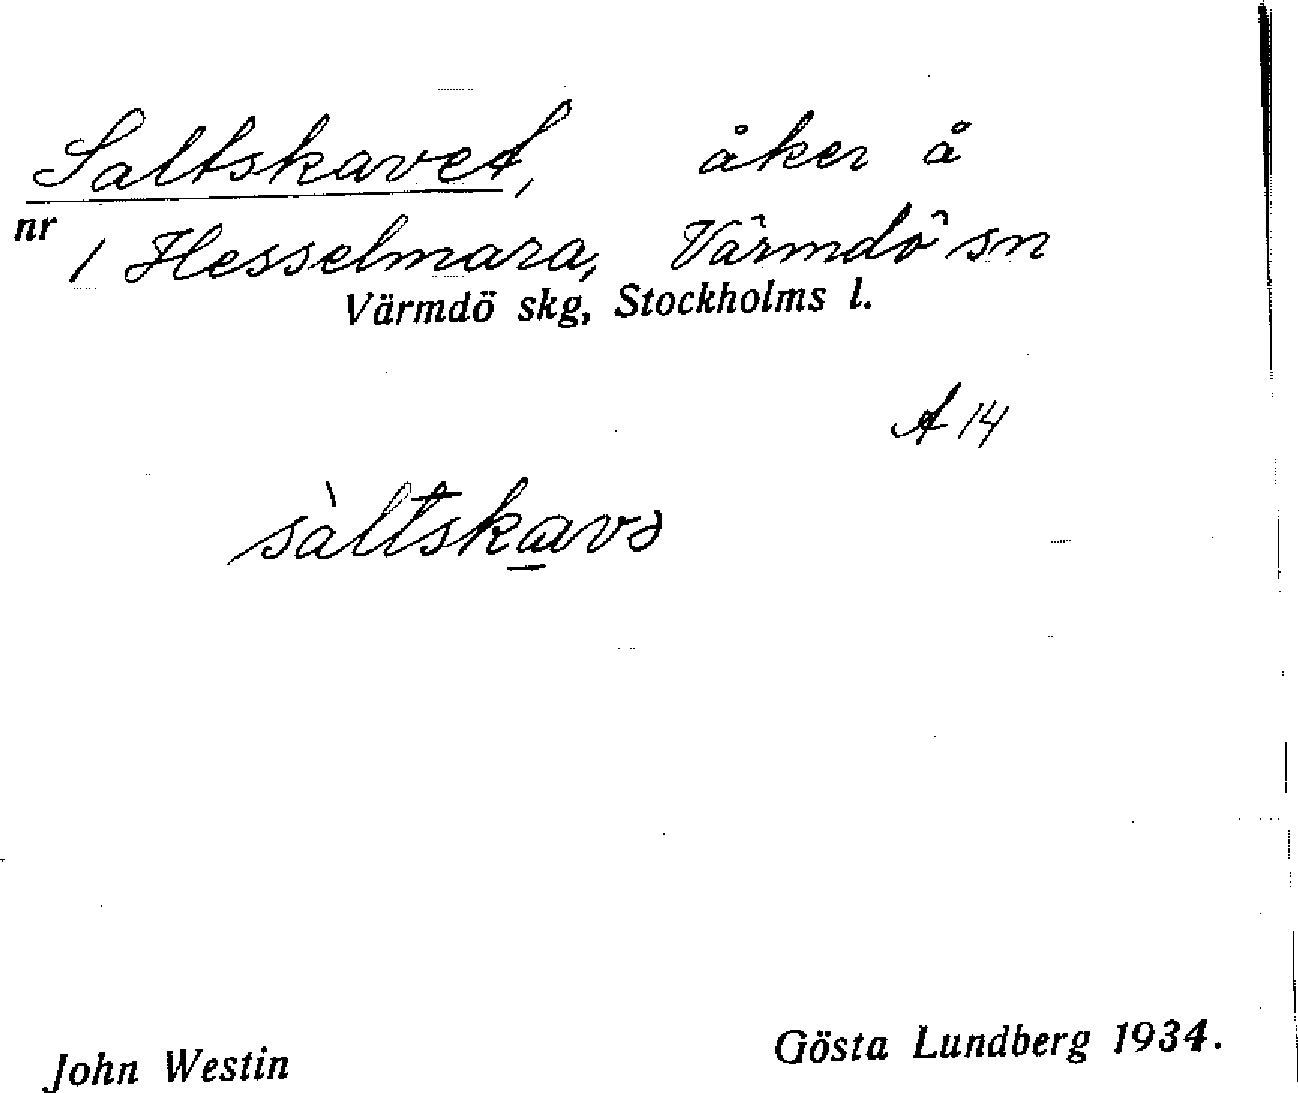 Saltskavet, åker å
nr 1 Hesselmara, Värmdö sn
Värmdö skg, Stockholms l.
A 14
sàltskavə
John Westin Gösta Lundberg 1934.